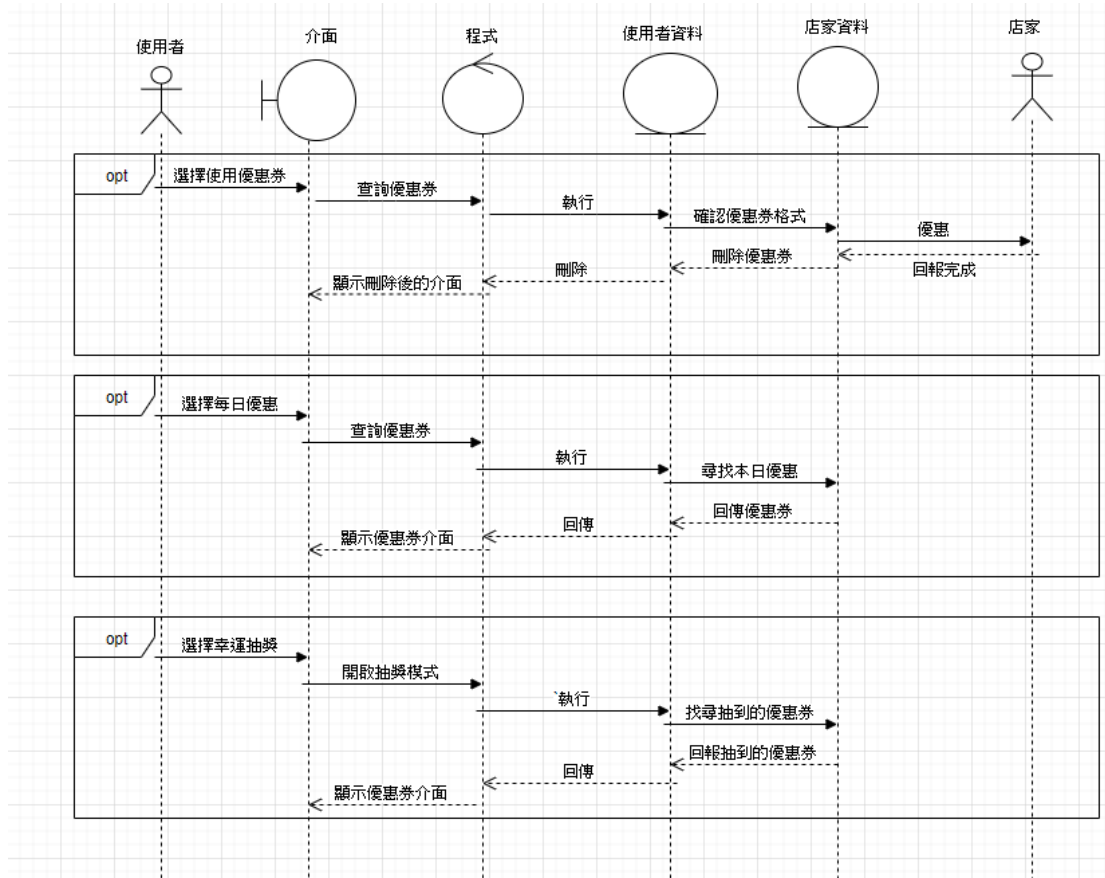 使用者
介面
程式
使用者資料
店家資料
店家
opt
選擇使用優惠券
查詢優惠券
執行
確認優惠券格式
優惠
回報完成
刪除優惠券
刪除
顯示刪除後的介面
opt
選擇每日優惠
查詢優惠券
執行
尋找本日優惠
回傳優惠券
回傳
顯示優惠券介面
opt
選擇幸運抽獎
開啟抽獎模式
`執行
找尋抽到的優惠券
回報抽到的優惠券
回傳
顯示優惠券介面